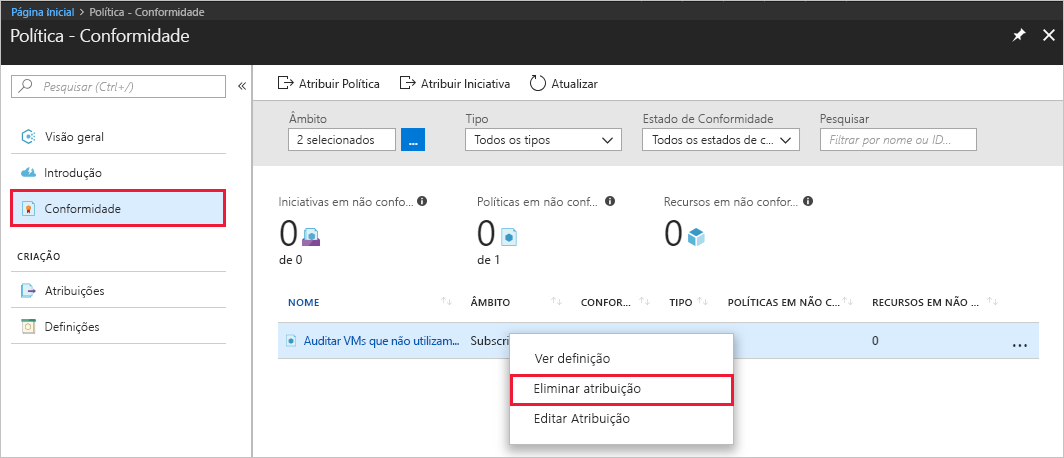 Página Inicial > Política - Conformidade
Política - Conformidade
Pesquisar (Ctrl+/)
Visão geral
Introdução
Conformidade
CRIAÇÃO
Atribuições
Definições
Atribuir Política Atribuir Iniciativa Atualizar
Âmbito Tipo Estado de Conformidade Pesquisar
2 selecionados ... Todos os tipos Todos os estados de c... Filtrar por nome ou ID...
Iniciativas em não confo... Políticas em não conf... Recursos em não confor...
0 0 0
de 0 de 1
NOME ÂMBITO CONFOR... TIPO POLÍTICAS EM NÃO C... RECURSOS EM NÃO ...
Auditar VMs que não utilizam... Subscri 0 ...
Ver definição
Eliminar atribuição
Editar Atribuição